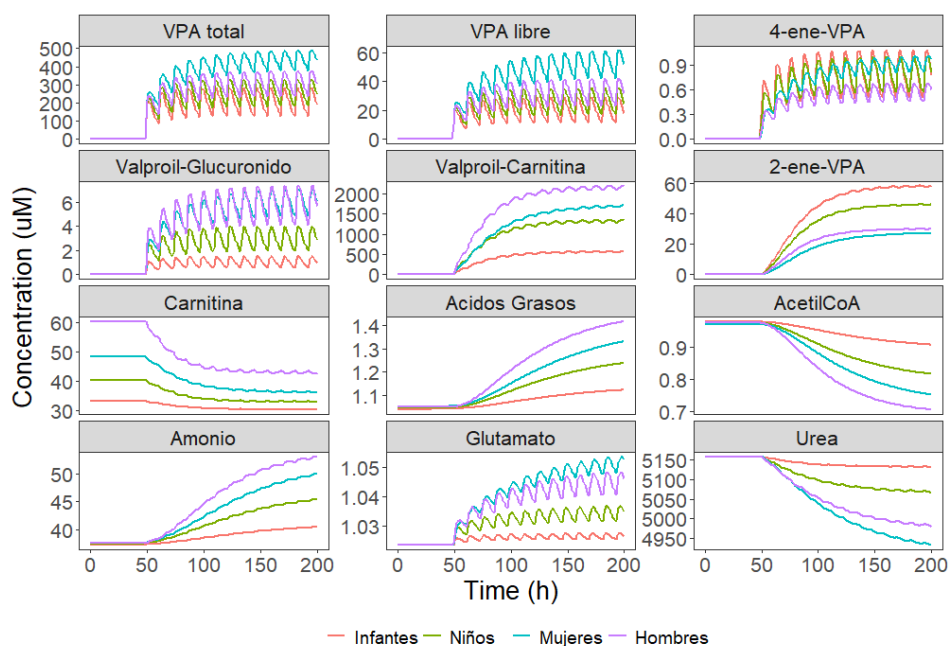 VPA total
VPA libre
4-ene-VPA
500
400
300
200
100
0
60
40
20
0
0.9
0.6
0.3
0.0
Valproil-Glucuronido
Valproil-Carnitina
2-ene-VPA
6
4
2
0
2000
1500
1000
500
0
60
40
20
0
Carnitina
Acidos Grasos
AcetilCoA
60
50
40
30
1.4
1.3
1.2
1.1
0.9
0.8
0.7
Amonio
Glutamato
Urea
50
45
40
1.05
1.04
1.03
5150
5100
5050
5000
4950
0 50 100 150 200
0 50 100 150 200
0 50 100 150 200
Concentration (uM)
Time (h)
Infantes Niños Mujeres Hombres